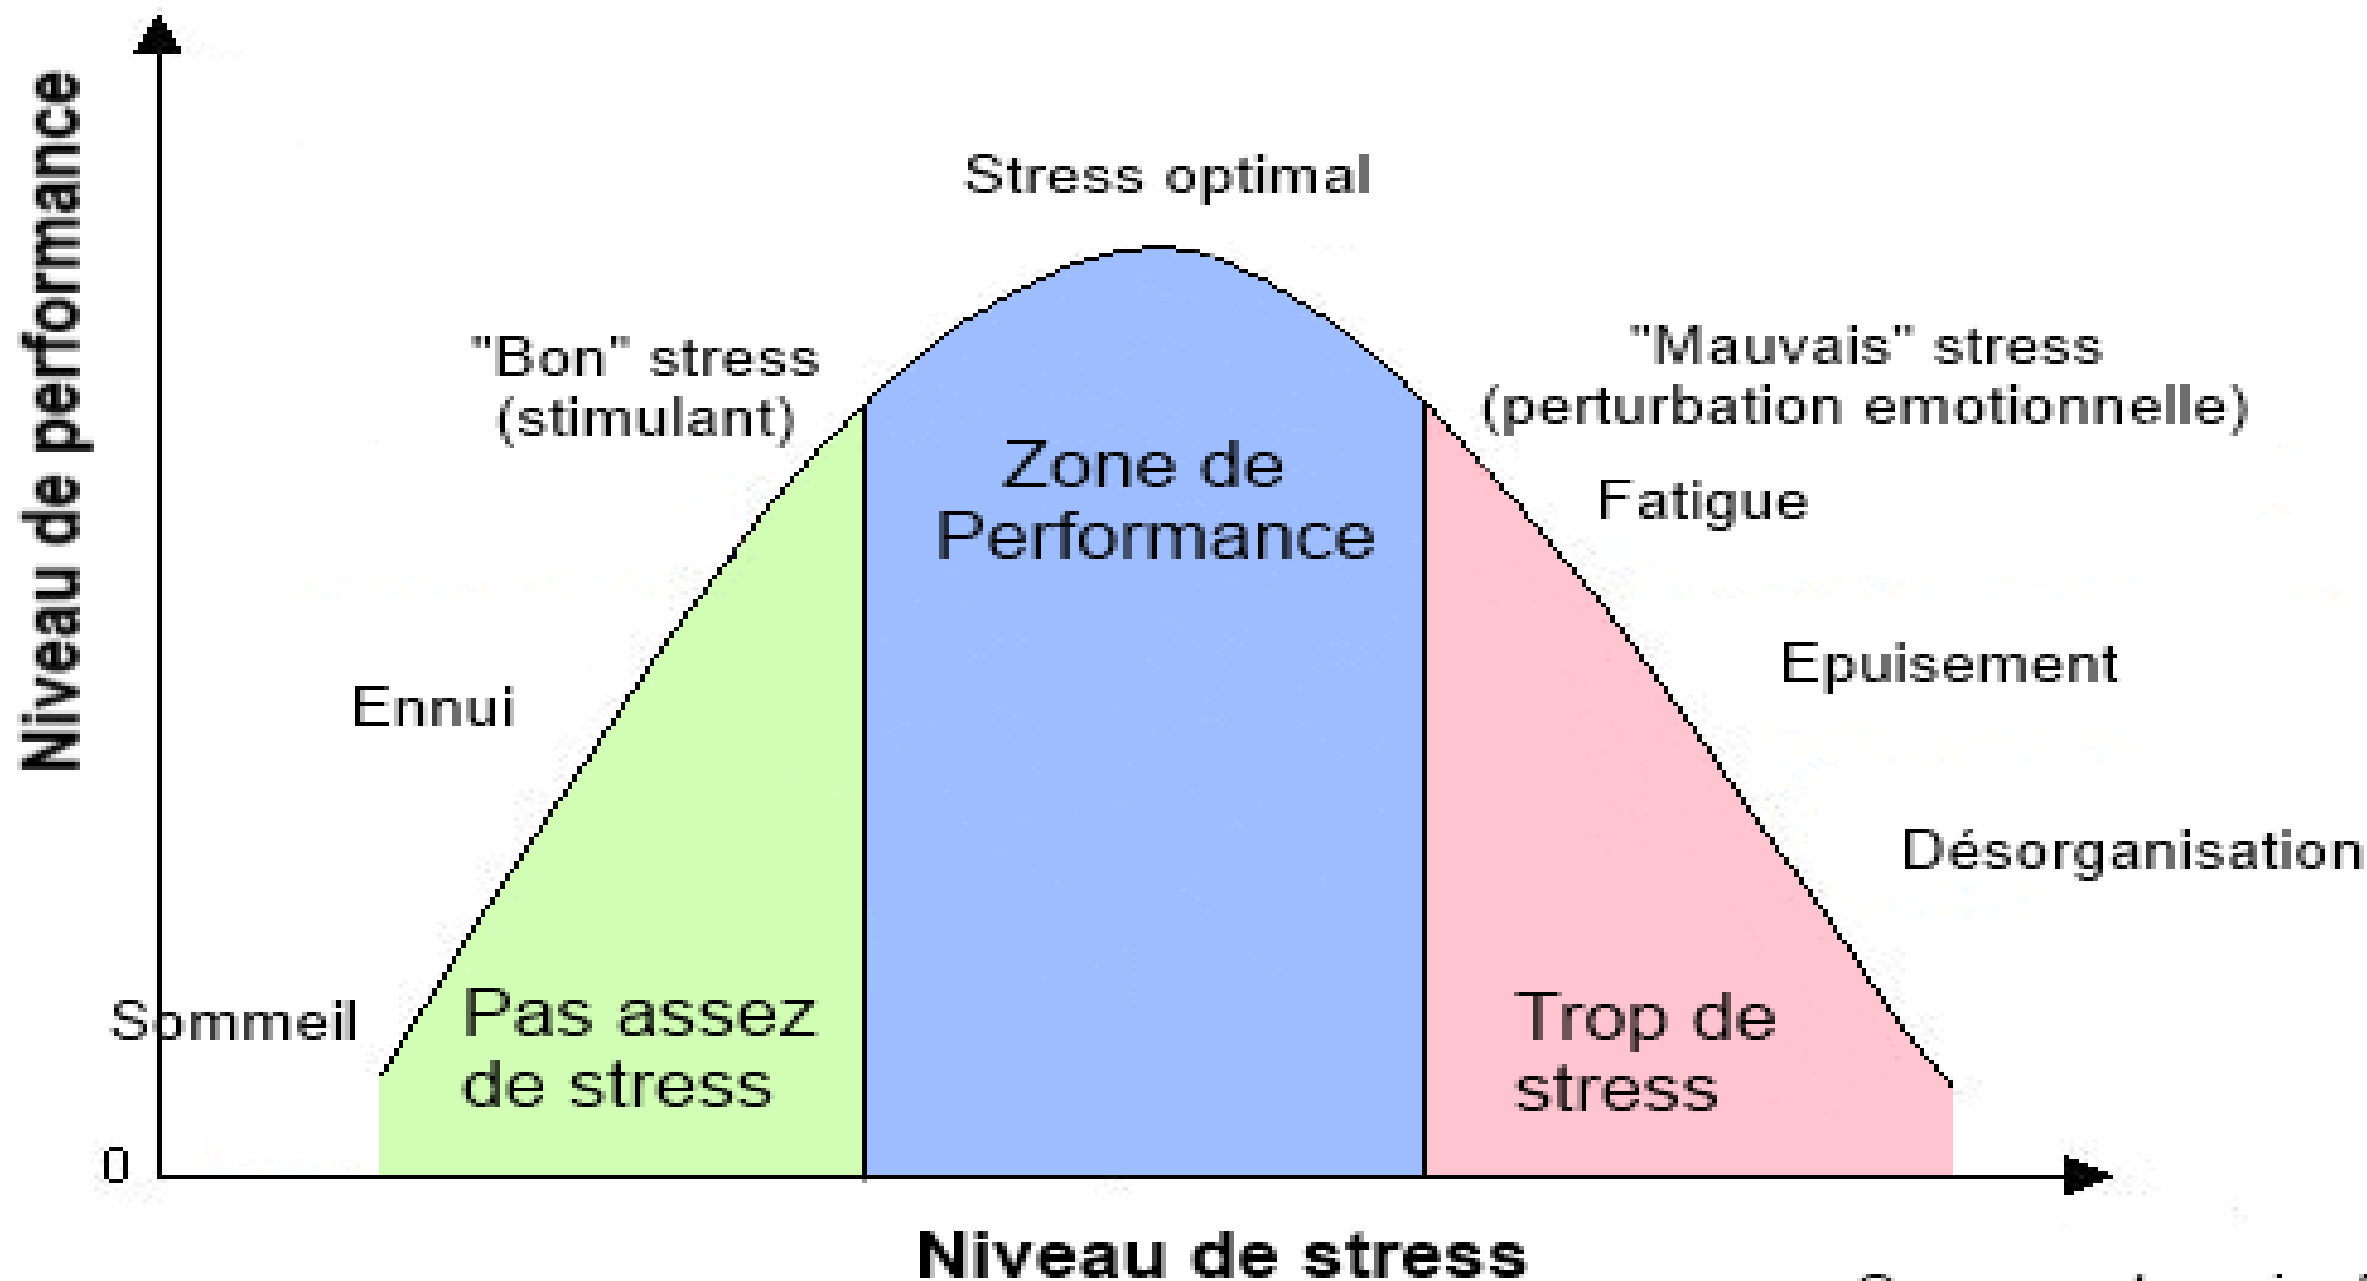 Niveau de performance
Stress optimal
"Bon" stress
(stimulant)
"Mauvais" stress
(perturbation emotionnelle)
Zone de
Performance
Fatigue
Epuisement
Ennui
Désorganisation
Sommeil
Pas assez
de stress
Trop de
stress
0
Niveau de stress